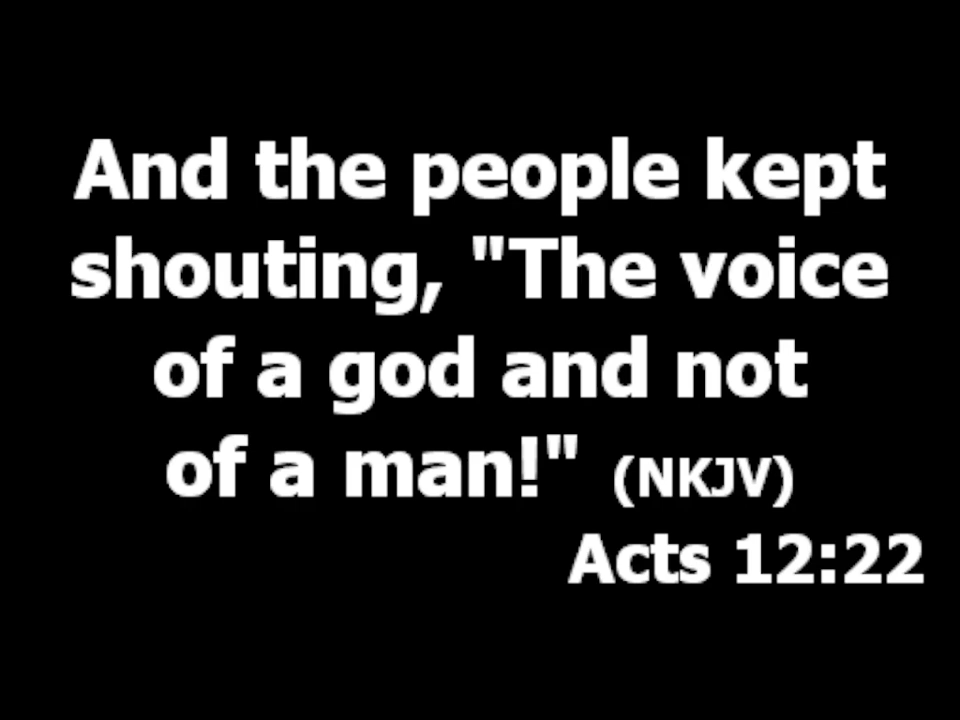 And the people kept
shouting, "The voice
of a god and not
of a man!" (NKJV)
Acts 12:22